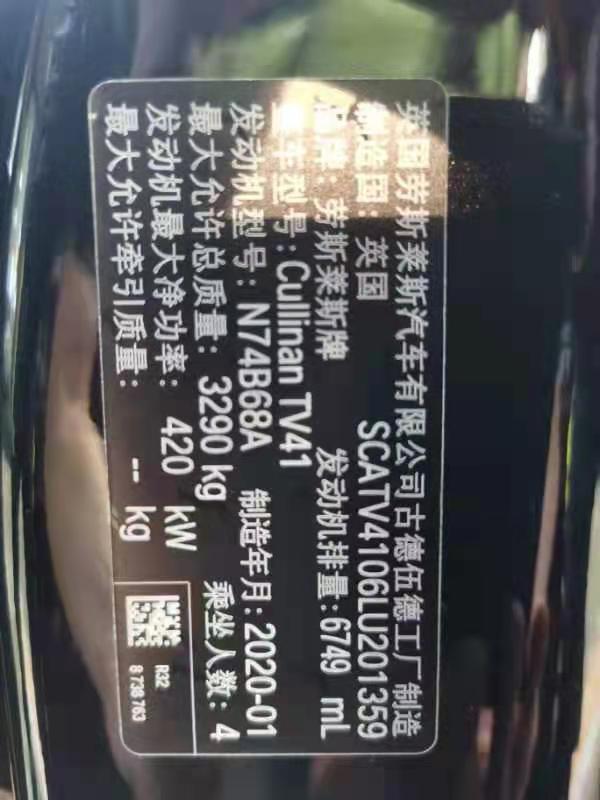 英国劳斯莱斯汽车有限公司古德伍德工厂 制造
制造国: 英国 SCATV4106LU201359
品牌: 劳斯莱斯牌 发动机排量: 6749 mL
整车型号: Cullinan TV41
发动机型号: N74B68A 制造年月: 2020-01
最大允许总质量: 3290 kg 乘坐人数: 4
发动机最大净功率: 420 kW
最大允许牵引质量: -- kg
R32
8 738 763